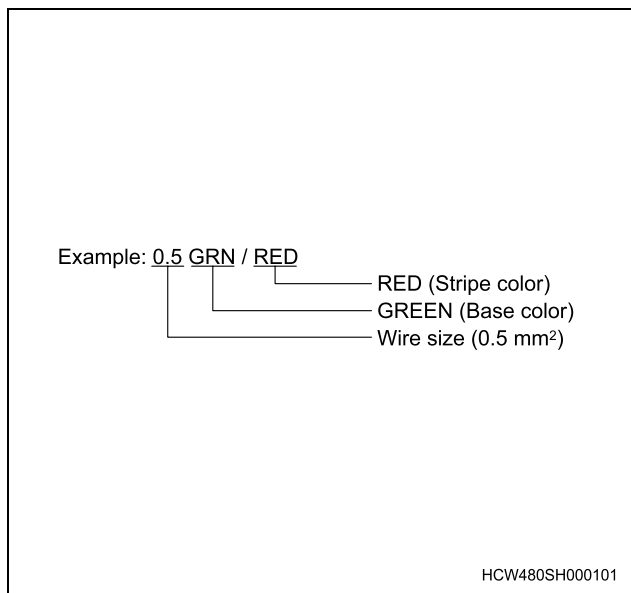 Example: 0.5 GRN / RED
RED (Stripe color)
GREEN (Base color)
Wire size (0.5 mm²)
HCW480SH000101